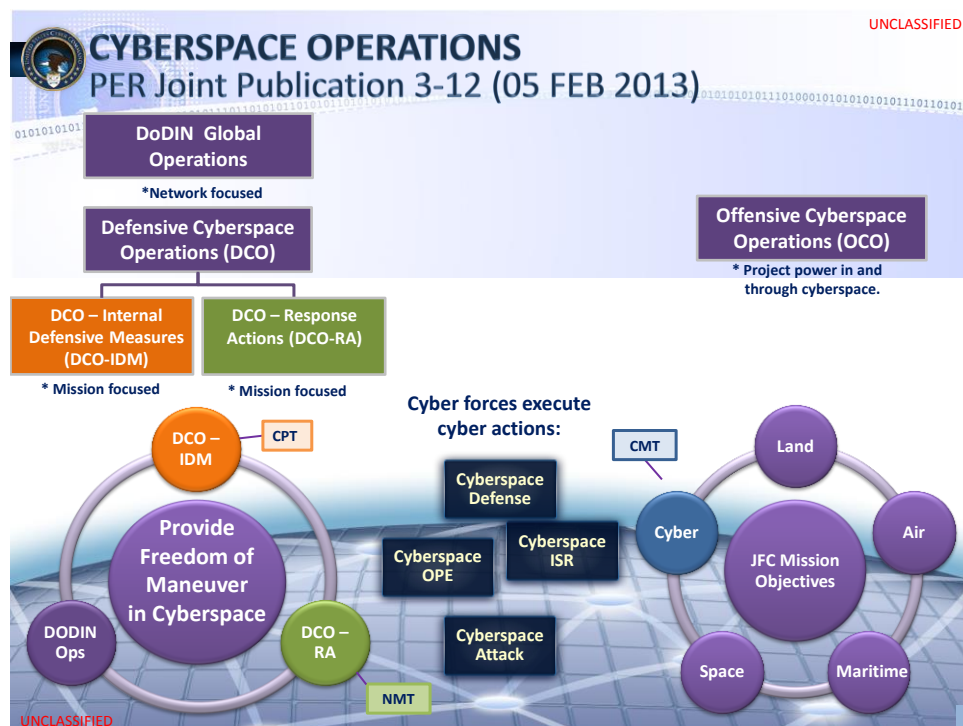 UNCLASSIFIED
CYBERSPACE OPERATIONS
PER Joint Publication 3-12 (05 FEB 2013)
DoDIN Global
Operations
*Network focused
Defensive Cyberspace
Operations (DCO)
Offensive Cyberspace
Operations (OCO)
* Project power in and
through cyberspace.
DCO – Internal
Defensive Measures
(DCO-IDM)
DCO – Response
Actions (DCO-RA)
* Mission focused
* Mission focused
Cyber forces execute
cyber actions:
DCO –
IDM
CPT
Provide
Freedom of
Maneuver
in Cyberspace
DODIN
Ops
DCO –
RA
NMT
Cyberspace
Defense
Cyberspace
ISR
Cyberspace
OPE
Cyberspace
Attack
CMT
Land
Cyber
Air
JFC Mission
Objectives
Space
Maritime
UNCLASSIFIED